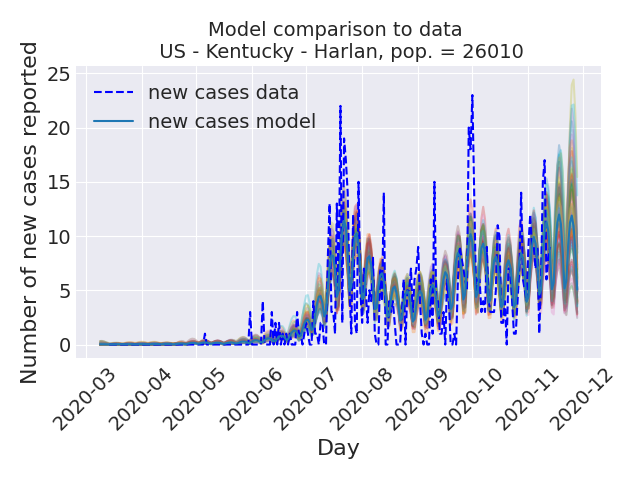 Model comparison to data
US - Kentucky - Harlan, pop. = 26010
Number of new cases reported
25
20
15
10
5
0
new cases data
new cases model
2020-03
2020-04
2020-05
2020-06
2020-07
2020-08
2020-09
2020-10
2020-11
2020-12
Day